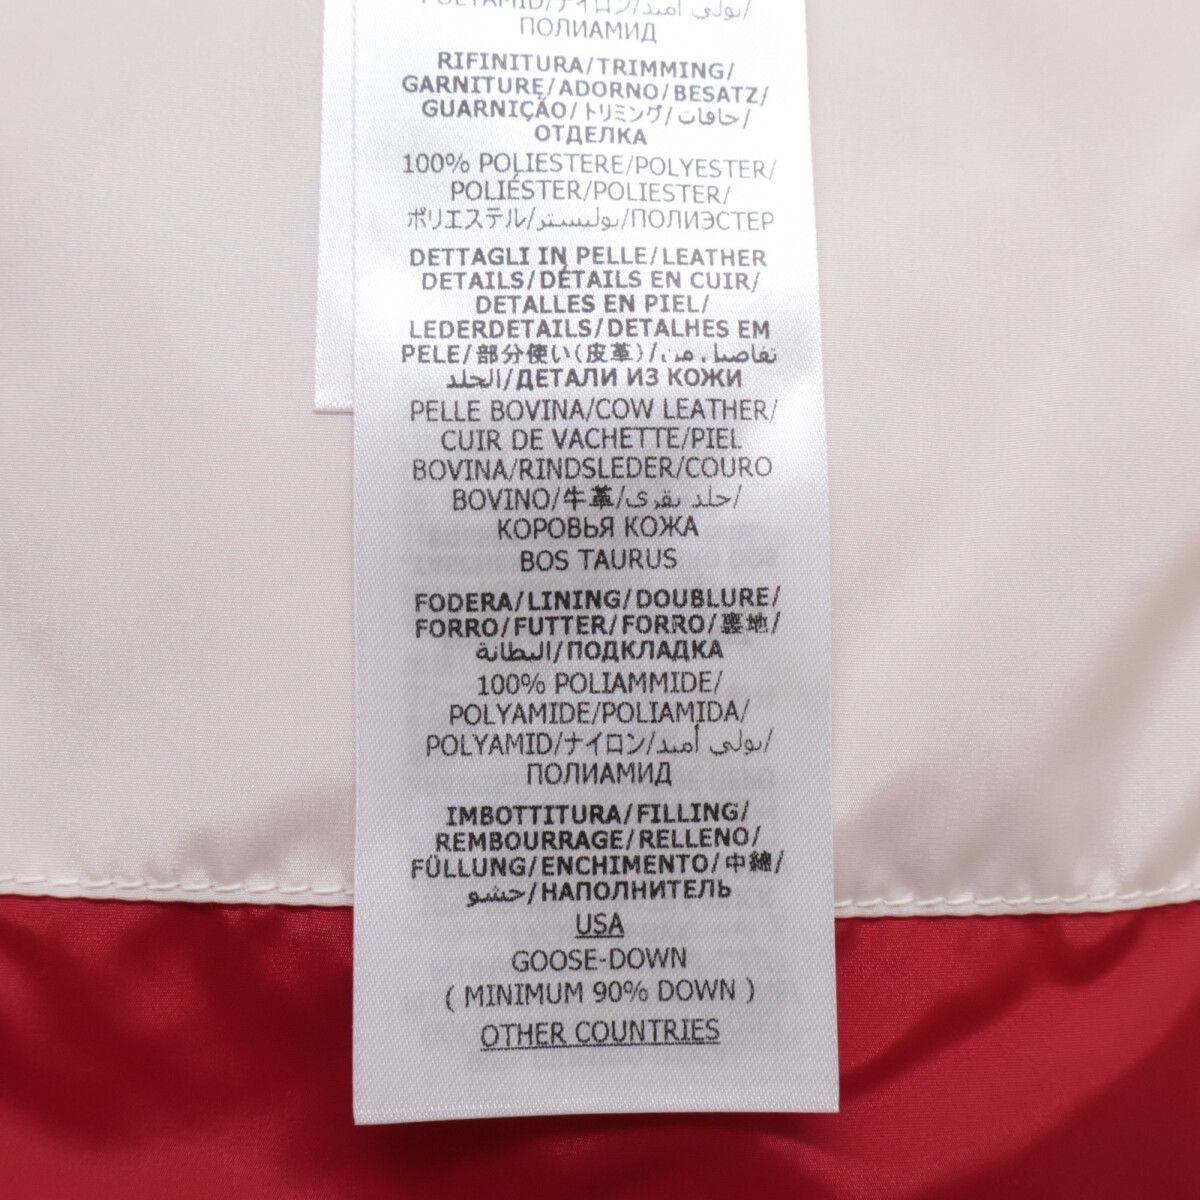 POLYAMID/ナイロン/بولي أميد/
ПОЛИАМИД
RIFINITURA/TRIMMING/
GARNITURE/ADORNO/BESATZ/
GUARNIÇÃO/トリミング/حافات/
ОТДЕЛКА
100% POLIESTERE/POLYESTER/
POLIÉSTER/POLIESTER/
ポリエステル/بوليستر/ПОЛИЭСТЕР
DETTAGLI IN PELLE/LEATHER
DETAILS/DÉTAILS EN CUIR/
DETALLES EN PIEL/
LEDERDETAILS/DETALHES EM
PELE/部分使い(皮革)/تفاصيل من
الجلد/ДЕТАЛИ ИЗ КОЖИ
PELLE BOVINA/COW LEATHER/
CUIR DE VACHETTE/PIEL
BOVINA/RINDSLEDER/COURO
BOVINO/牛革/جلد بقري/
КОРОВЬЯ КОЖА
BOS TAURUS
FODERA/LINING/DOUBLURE/
FORRO/FUTTER/FORRO/裏地/
البطانة/ПОДКЛАДКА
100% POLIAMMIDE/
POLYAMIDE/POLIAMIDA/
POLYAMID/ナイロン/بولي أميد/
ПОЛИАМИД
IMBOTTITURA/FILLING/
REMBOURRAGE/RELLENO/
FÜLLUNG/ENCHIMENTO/中綿/
حشو/НАПОЛНИТЕЛЬ
USA
GOOSE-DOWN
( MINIMUM 90% DOWN )
OTHER COUNTRIES